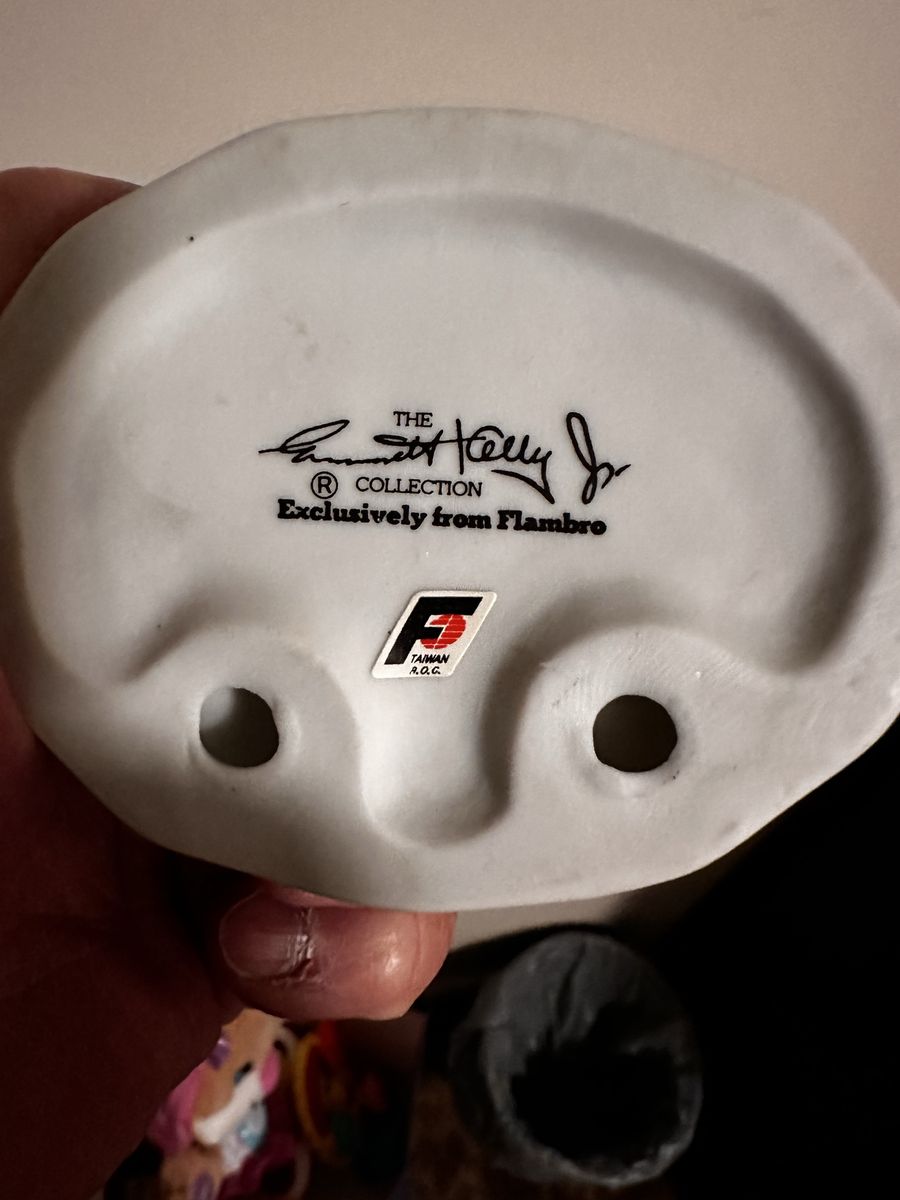 THE
Emmett Kelly Jr.
® COLLECTION
Exclusively from Flambro
F
TAIWAN
R.O.C.